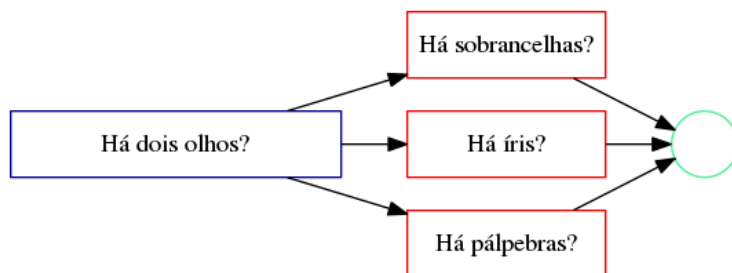 Há sobrancelhas?
Há dois olhos?
Há íris?
Há pálpebras?